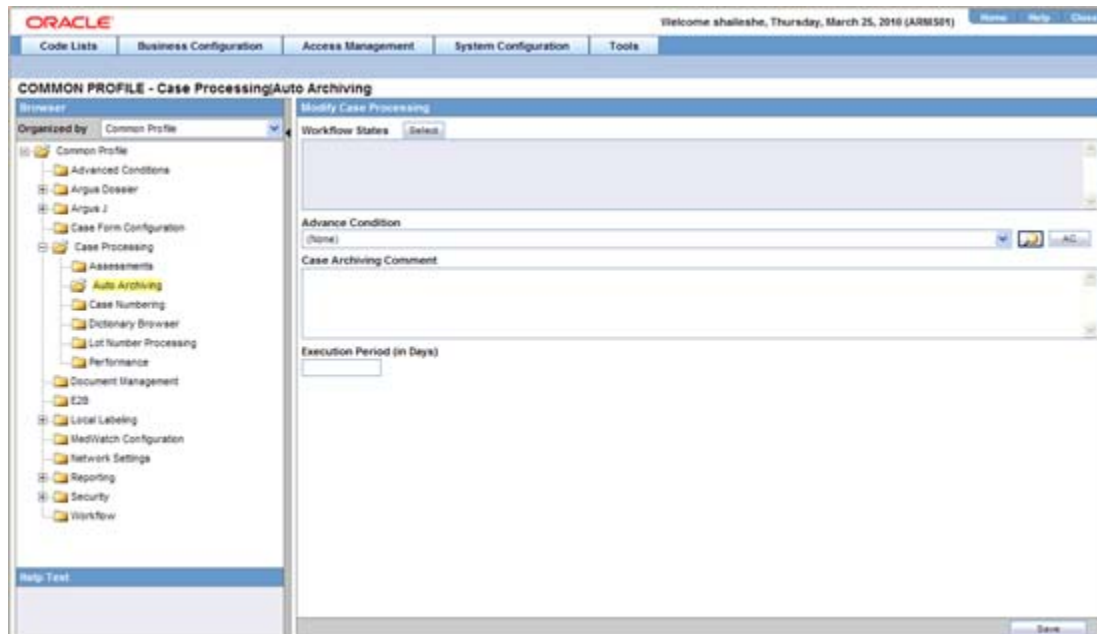 ORACLE
Welcome shaileshe, Thursday, March 25, 2010 (ARMIS01)
Home Help Close
Code Lists Business Configuration Access Management System Configuration Tools
COMMON PROFILE - Case Processing|Auto Archiving
Browser
Organized by Common Profile
Common Profile
Advanced Conditions
Argus Dossier
Argus J
Case Form Configuration
Case Processing
Assessments
Auto Archiving
Case Numbering
Dictionary Browser
Lot Number Processing
Performance
Document Management
E2B
Local Labeling
MedWatch Configuration
Network Settings
Reporting
Security
Workflow
Help Text
Modify Case Processing
Workflow States Select
Advance Condition
(None)
AC...
Case Archiving Comment
Execution Period (in Days)
Save